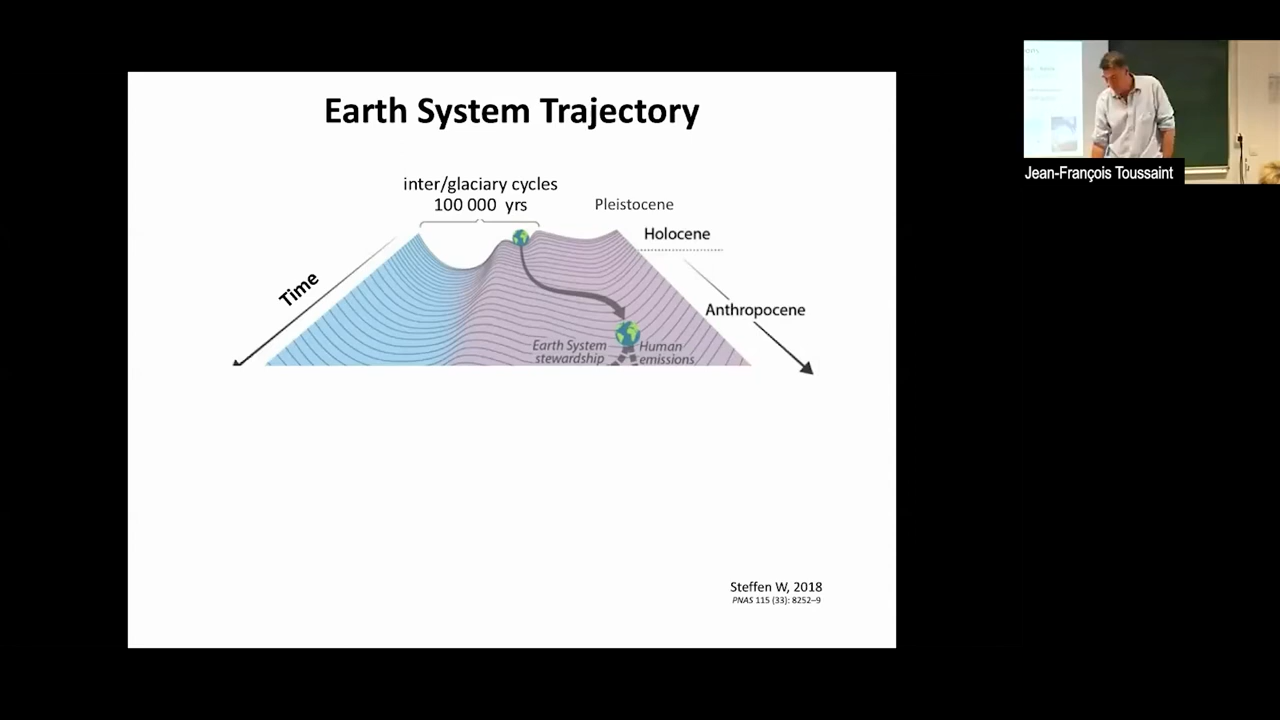 Earth System Trajectory
inter/glaciary cycles
100 000 yrs
Pleistocene
Holocene
Time
Anthropocene
Earth System
stewardship
Human
emissions
Steffen W, 2018
PNAS 115 (33): 8252–9
Jean-François Toussaint